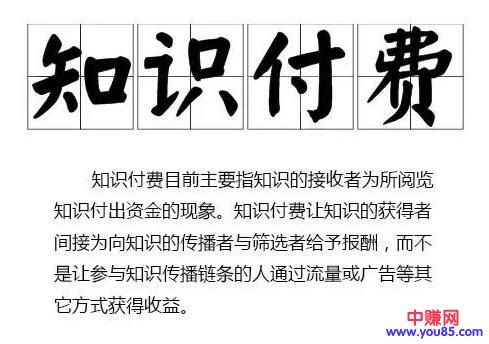 知识付费
知识付费目前主要指知识的接收者为所阅览
知识付出资金的现象。知识付费让知识的获得者
间接为向知识的传播者与筛选者给予报酬，而不
是让参与知识传播链条的人通过流量或广告等其
它方式获得收益。
中赚网
www.you85.com